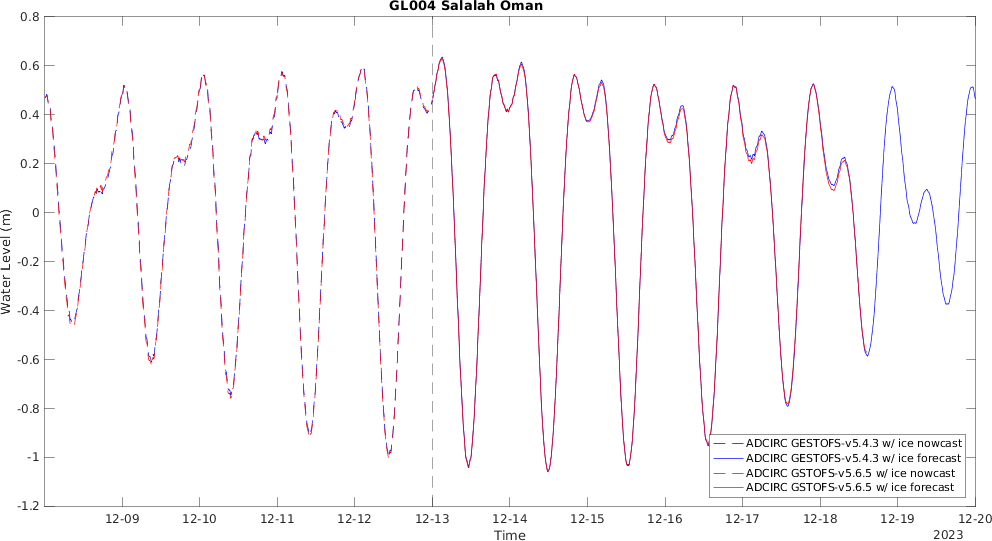 GL004 Salalah Oman
0.8
0.6
0.4
0.2
0
-0.2
-0.4
-0.6
-0.8
-1
-1.2
Water Level (m)
ADCIRC GESTOFS-v5.4.3 w/ ice nowcast
ADCIRC GESTOFS-v5.4.3 w/ ice forecast
ADCIRC GSTOFS-v5.6.5 w/ ice nowcast
ADCIRC GSTOFS-v5.6.5 w/ ice forecast
12-09 12-10 12-11 12-12 12-13 12-14 12-15 12-16 12-17 12-18 12-19 12-20
Time
2023